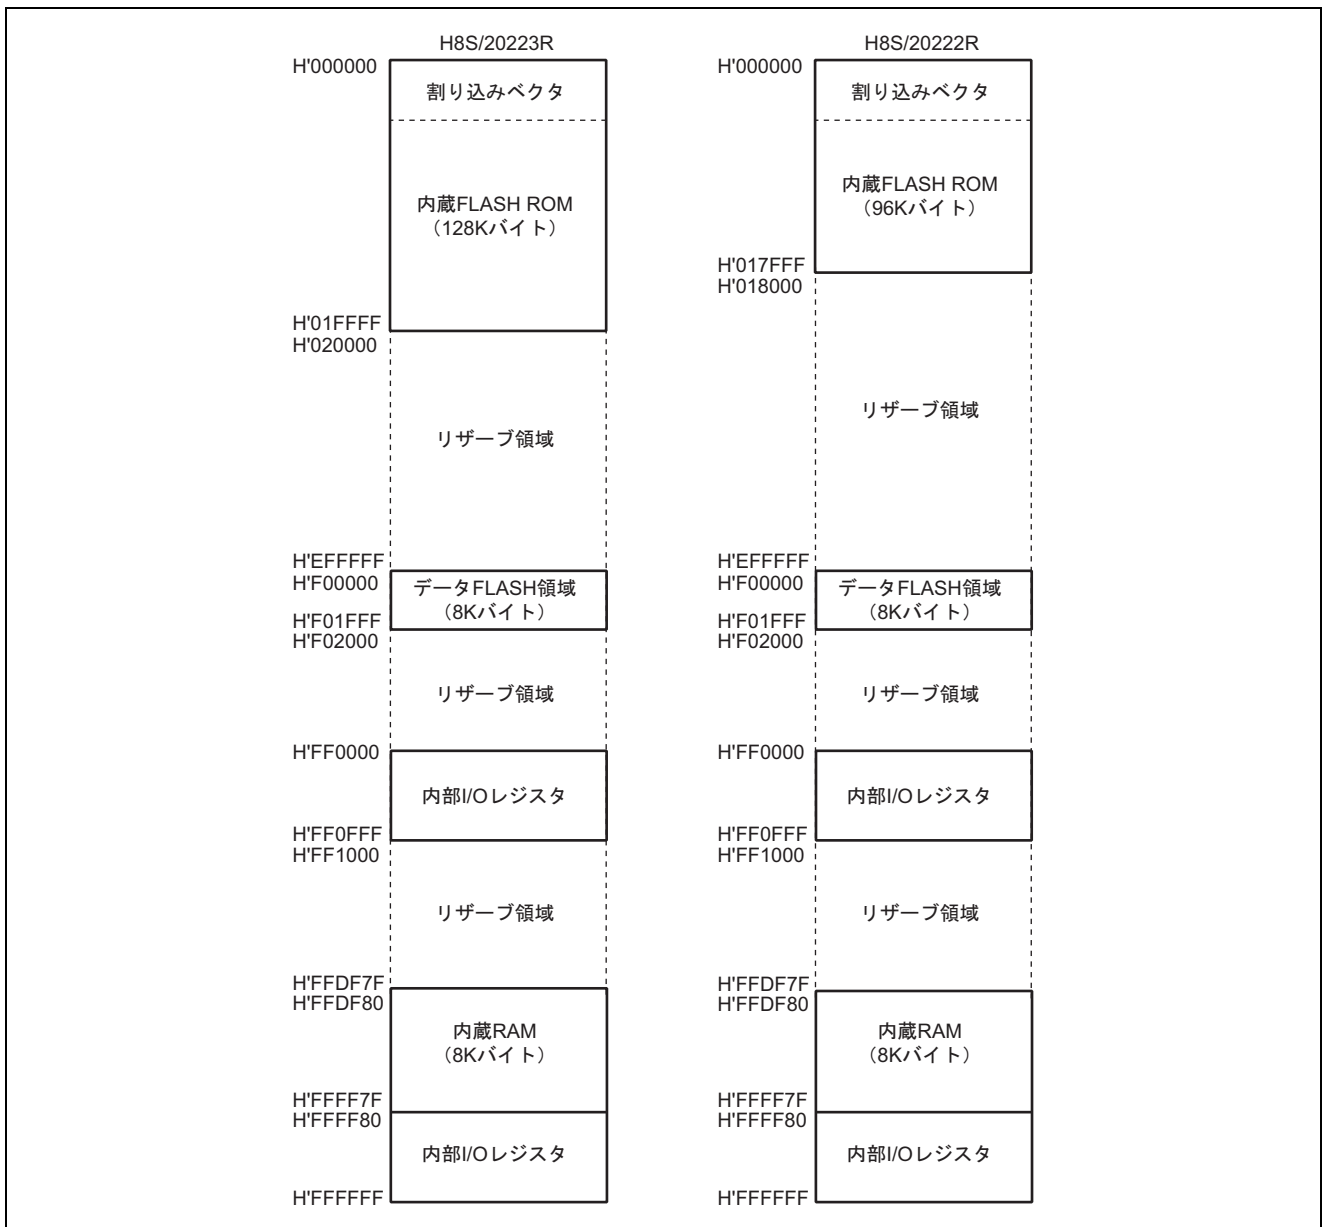 H8S/20223R
H'000000
割り込みベクタ
内蔵FLASH ROM
（128Kバイト）
H'01FFFF
H'020000
リザーブ領域
H'EFFFFF
H'F00000
データFLASH領域
（8Kバイト）
H'F01FFF
H'F02000
リザーブ領域
H'FF0000
内部I/Oレジスタ
H'FF0FFF
H'FF1000
リザーブ領域
H'FFDF7F
H'FFDF80
内蔵RAM
（8Kバイト）
H'FFFF7F
H'FFFF80
内部I/Oレジスタ
H'FFFFFF
H8S/20222R
H'000000
割り込みベクタ
内蔵FLASH ROM
（96Kバイト）
H'017FFF
H'018000
リザーブ領域
H'EFFFFF
H'F00000
データFLASH領域
（8Kバイト）
H'F01FFF
H'F02000
リザーブ領域
H'FF0000
内部I/Oレジスタ
H'FF0FFF
H'FF1000
リザーブ領域
H'FFDF7F
H'FFDF80
内蔵RAM
（8Kバイト）
H'FFFF7F
H'FFFF80
内部I/Oレジスタ
H'FFFFFF